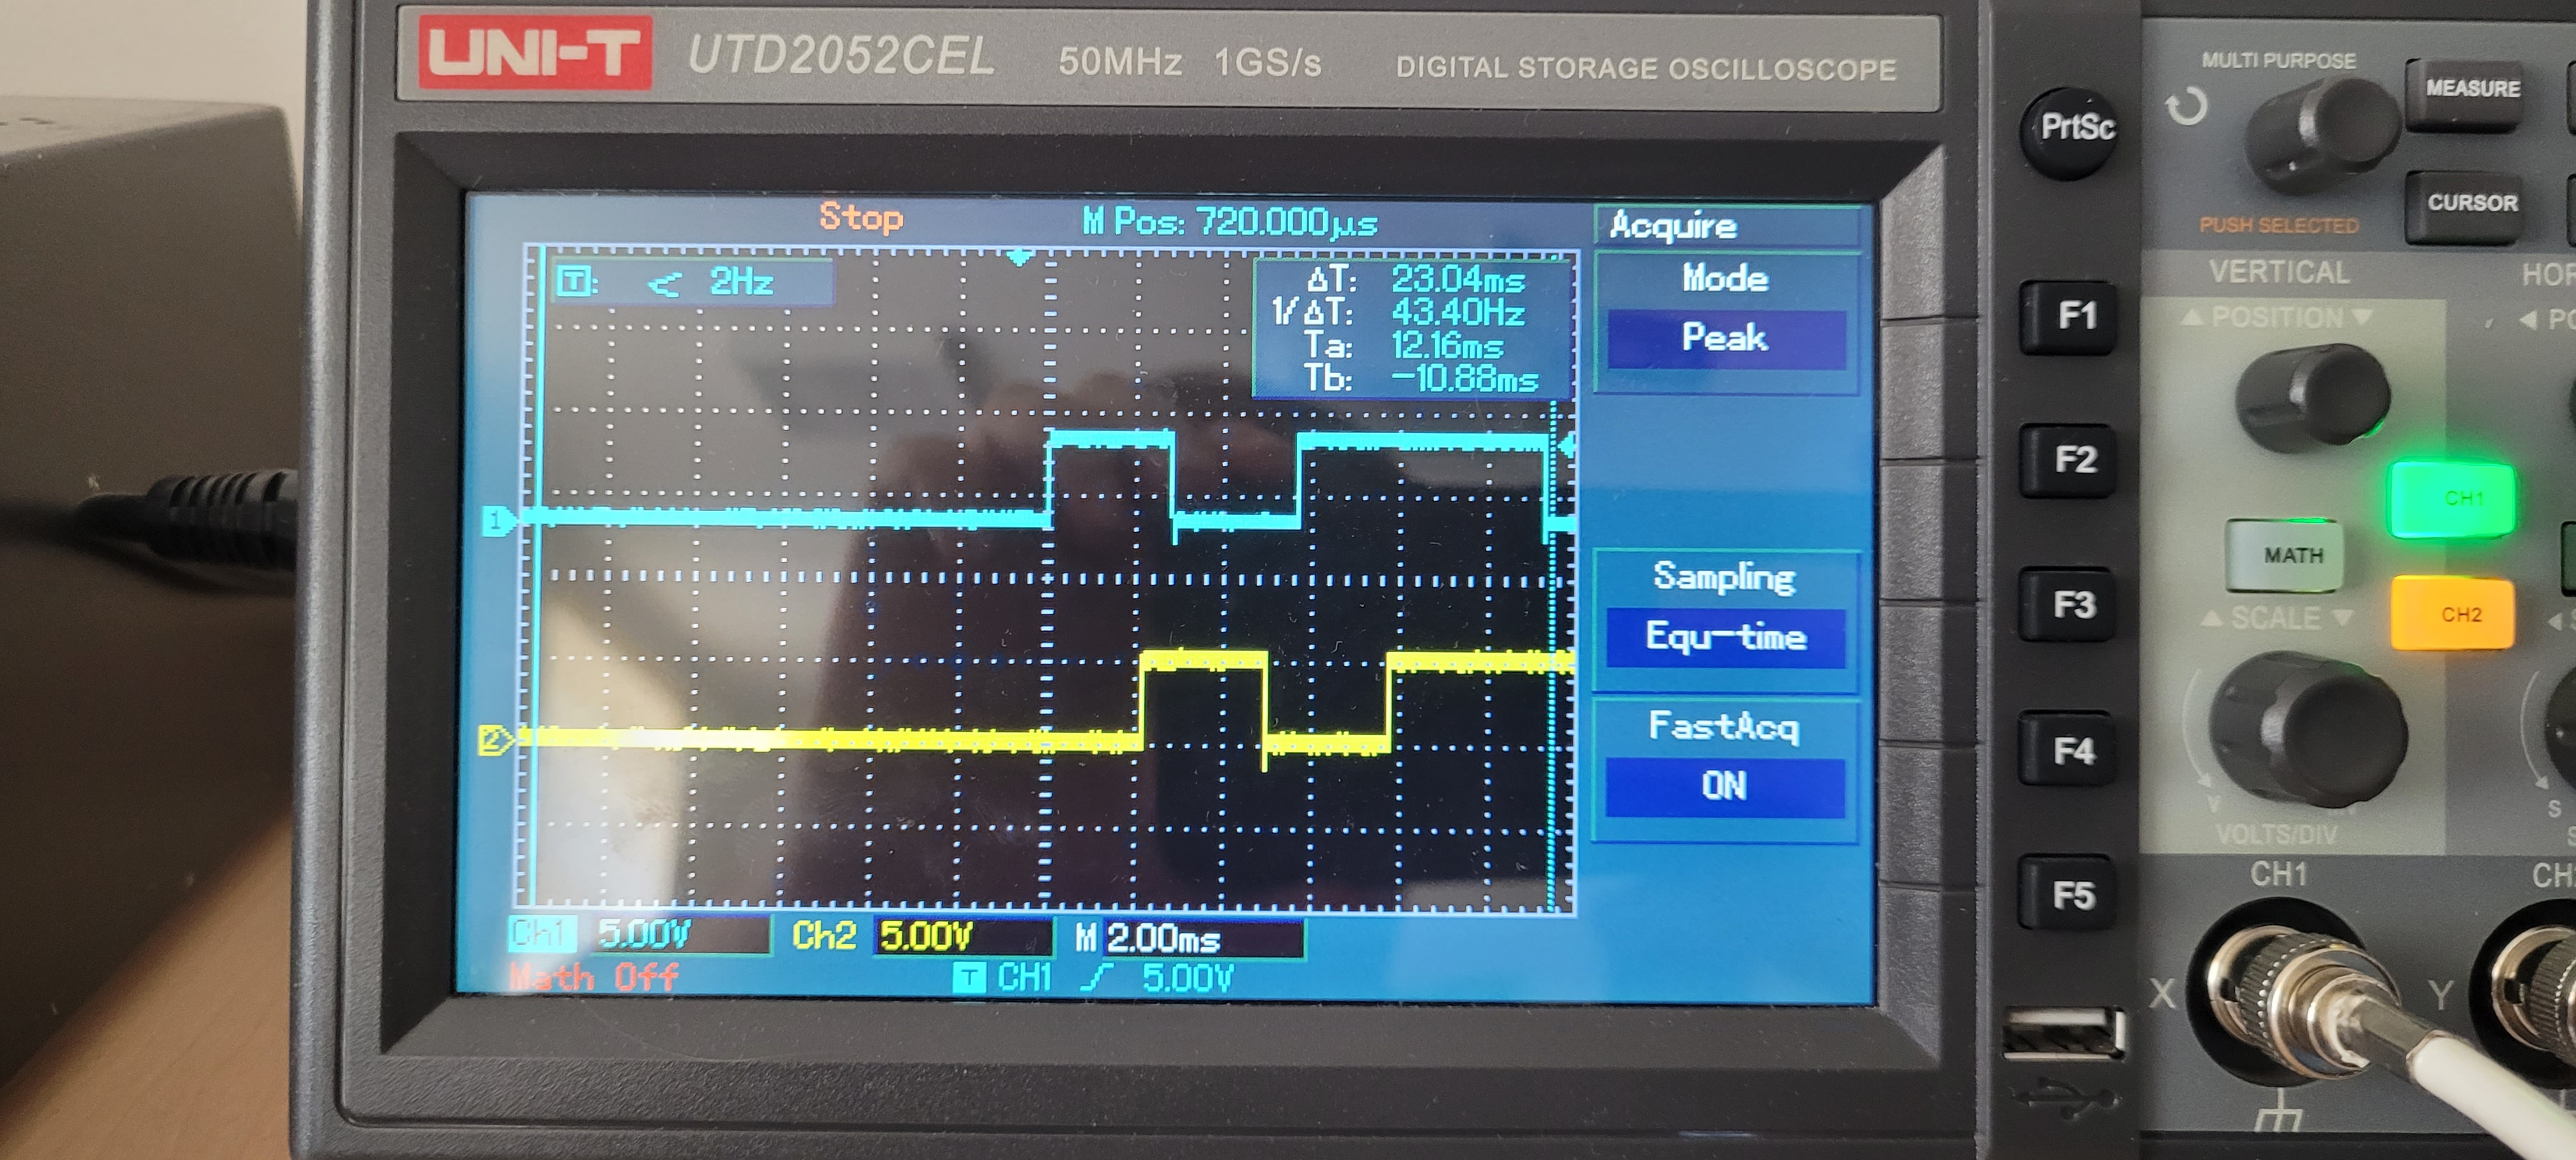 UNI-T UTD2052CEL 50MHz 1GS/s DIGITAL STORAGE OSCILLOSCOPE
MULTI PURPOSE
MEASURE
PrtSc
CURSOR
PUSH SELECTED
Stop M Pos: 720.000µs
Acquire
T: < 2Hz
ΔT: 23.04ms
1/ΔT: 43.40Hz
Ta: 12.16ms
Tb: -10.88ms
Mode
Peak
Sampling
Equ-time
FastAcq
ON
1
2
Ch1 5.00V Ch2 5.00V M 2.00ms
Math Off T CH1 5.00V
F1
F2
F3
F4
F5
VERTICAL
POSITION
CH1
MATH
CH2
SCALE
V
VOLTS/DIV
S
CH1
X
Y